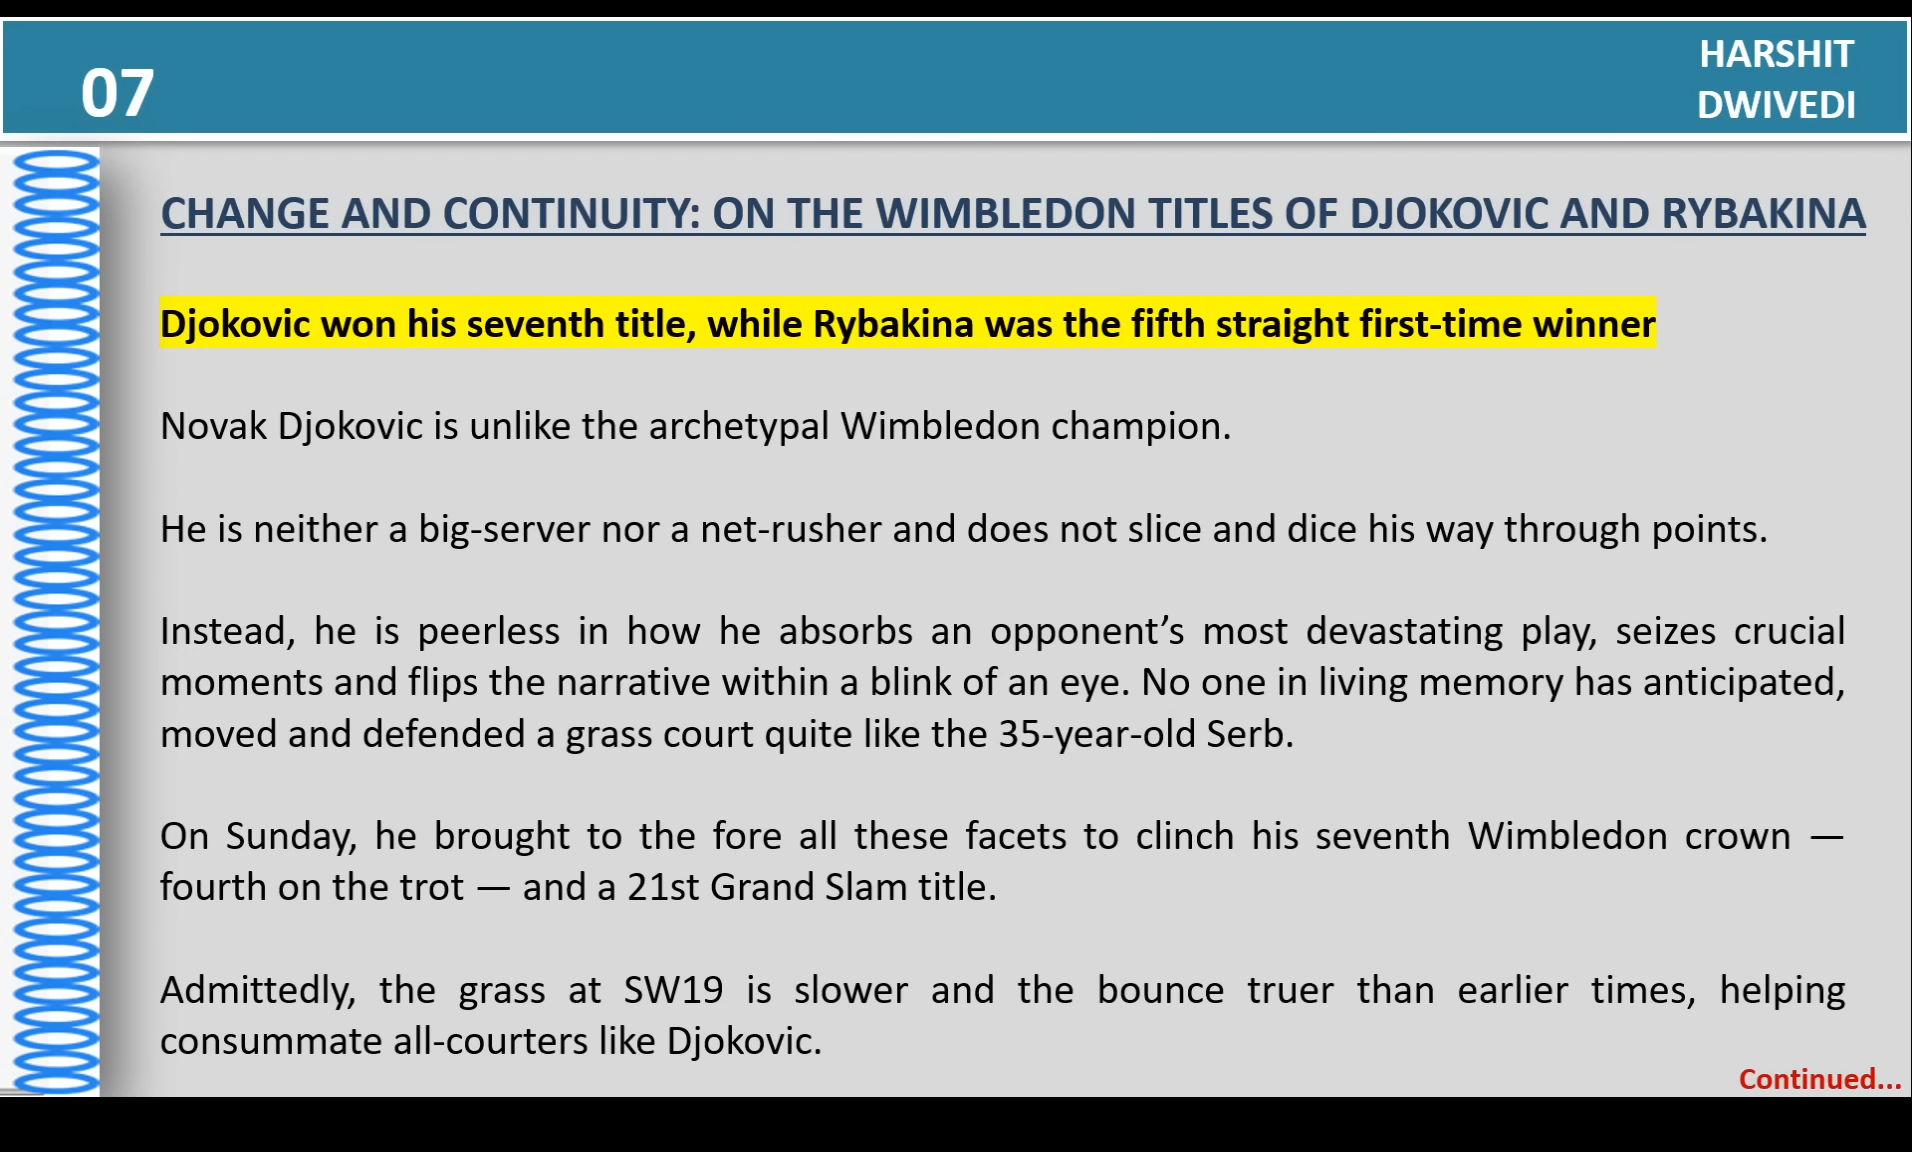 07
HARSHIT
DWIVEDI
CHANGE AND CONTINUITY: ON THE WIMBLEDON TITLES OF DJOKOVIC AND RYBAKINA
Djokovic won his seventh title, while Rybakina was the fifth straight first-time winner
Novak Djokovic is unlike the archetypal Wimbledon champion.
He is neither a big-server nor a net-rusher and does not slice and dice his way through points.
Instead, he is peerless in how he absorbs an opponent’s most devastating play, seizes crucial
moments and flips the narrative within a blink of an eye. No one in living memory has anticipated,
moved and defended a grass court quite like the 35-year-old Serb.
On Sunday, he brought to the fore all these facets to clinch his seventh Wimbledon crown —
fourth on the trot — and a 21st Grand Slam title.
Admittedly, the grass at SW19 is slower and the bounce truer than earlier times, helping
consummate all-courters like Djokovic.
Continued...